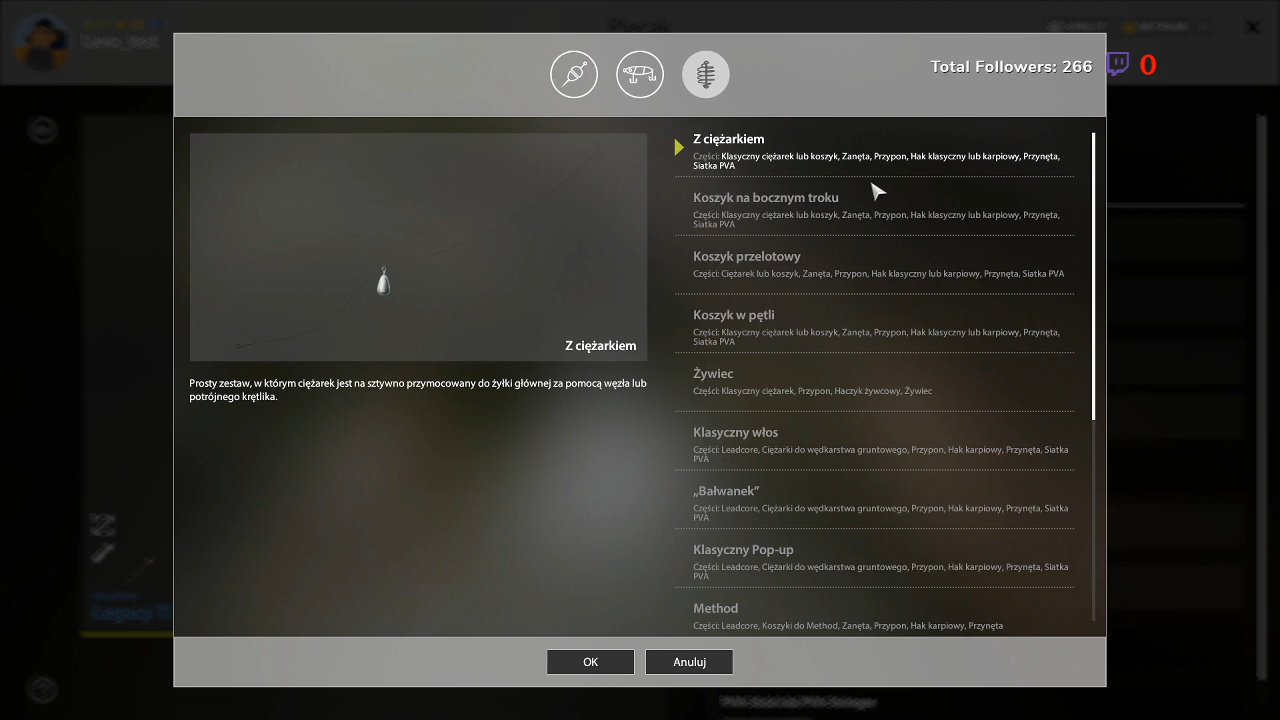 Plecak
Levo_test
Total Followers: 266
0
Z ciężarkiem
Części: Klasyczny ciężarek lub koszyk, Zanęta, Przypon, Hak klasyczny lub karpiowy, Przynęta,
Siatka PVA
Koszyk na bocznym troku
Części: Klasyczny ciężarek lub koszyk, Zanęta, Przypon, Hak klasyczny lub karpiowy, Przynęta,
Siatka PVA
Koszyk przelotowy
Części: Ciężarek lub koszyk, Zanęta, Przypon, Hak klasyczny lub karpiowy, Przynęta, Siatka PVA
Koszyk w pętli
Części: Klasyczny ciężarek lub koszyk, Zanęta, Przypon, Hak klasyczny lub karpiowy, Przynęta,
Siatka PVA
Żywiec
Części: Klasyczny ciężarek, Przypon, Haczyk żywcowy, Żywiec
Klasyczny włos
Części: Leadcore, Ciężarki do wędkarstwa gruntowego, Przypon, Hak karpiowy, Przynęta, Siatka
PVA
„Bałwanek”
Części: Leadcore, Ciężarki do wędkarstwa gruntowego, Przypon, Hak karpiowy, Przynęta, Siatka
PVA
Klasyczny Pop-up
Części: Leadcore, Ciężarki do wędkarstwa gruntowego, Przypon, Hak karpiowy, Przynęta, Siatka
PVA
Method
Części: Leadcore, Koszyki do Method, Zanęta, Przypon, Hak karpiowy, Przynęta
Z ciężarkiem
Prosty zestaw, w którym ciężarek jest na sztywno przymocowany do żyłki głównej za pomocą węzła lub
potrójnego krętlika.
Legacy
OK
Anuluj